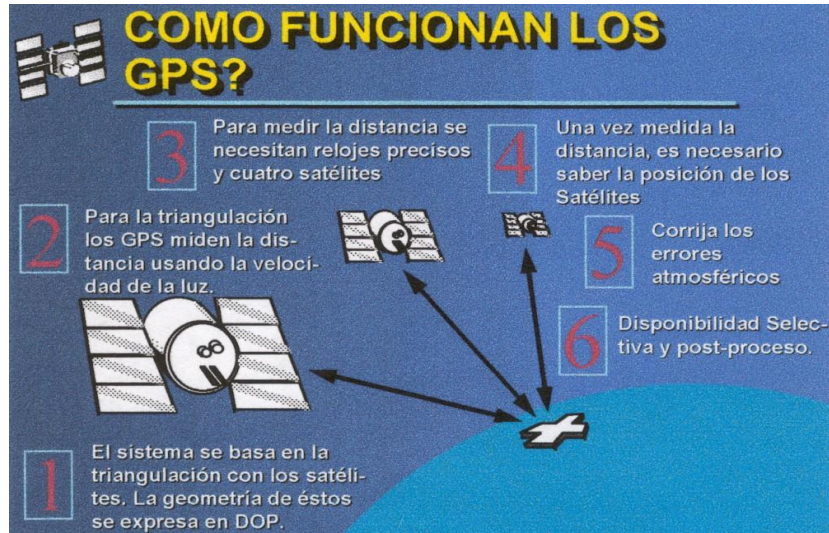 COMO FUNCIONAN LOS
GPS?
1
El sistema se basa en la
triangulación con los satéli-
tes. La geometría de éstos
se expresa en DOP.
2
Para la triangulación
los GPS miden la dis-
tancia usando la veloci-
dad de la luz.
3
Para medir la distancia se
necesitan relojes precisos
y cuatro satélites
4
Una vez medida la
distancia, es necesario
saber la posición de los
Satélites
5
Corrija los
errores
atmosféricos
6
Disponibilidad Selec-
tiva y post-proceso.